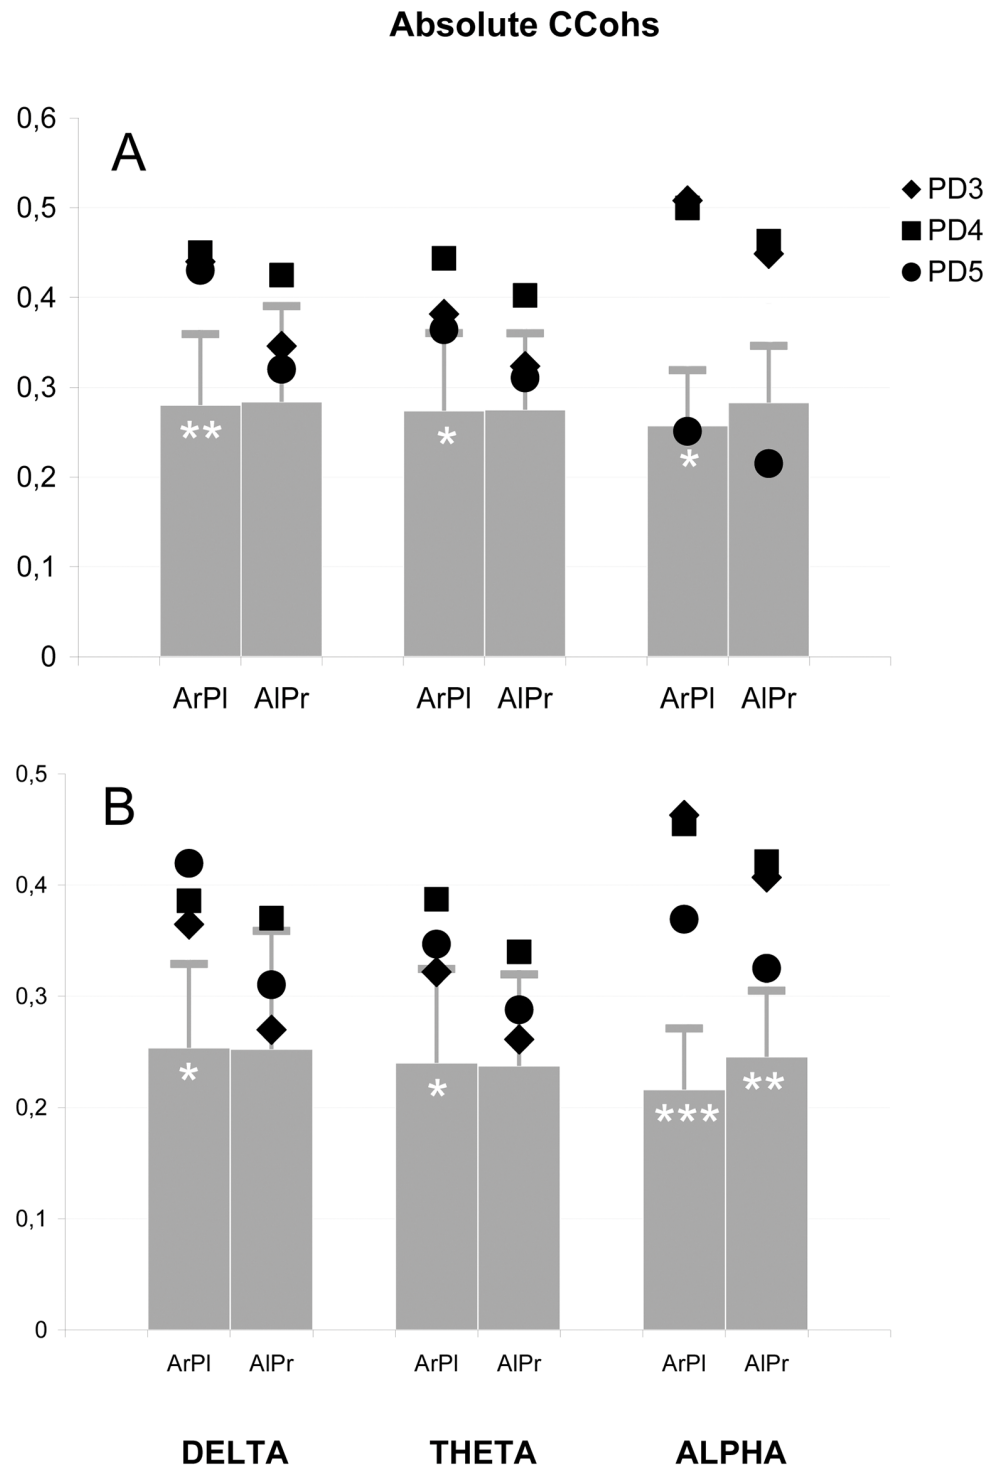 Absolute CCohs
A
0,6
0,5
0,4
0,3
0,2
0,1
0
PD3
PD4
PD5
**
*
*
ArPl AlPr ArPl AlPr ArPl AlPr
B
0,5
0,4
0,3
0,2
0,1
0
*
*
***
**
ArPl AlPr ArPl AlPr ArPl AlPr
DELTA THETA ALPHA